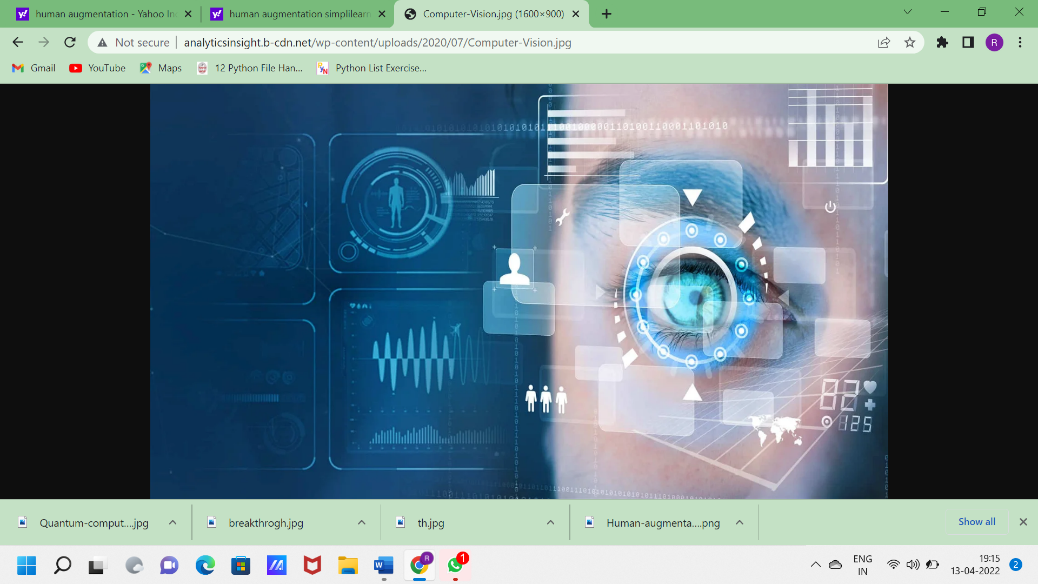 human augmentation - Yahoo In
human augmentation simplilearn
Computer-Vision.jpg (1600×900)
Not secure
analyticsinsight.b-cdn.net/wp-content/uploads/2020/07/Computer-Vision.jpg
R
Gmail
YouTube
Maps
12 Python File Han...
Python List Exercise...
82
125
Quantum-comput....jpg
breakthrogh.jpg
th.jpg
Human-augmenta....png
Show all
R
1
ENG
IN
19:15
13-04-2022
2